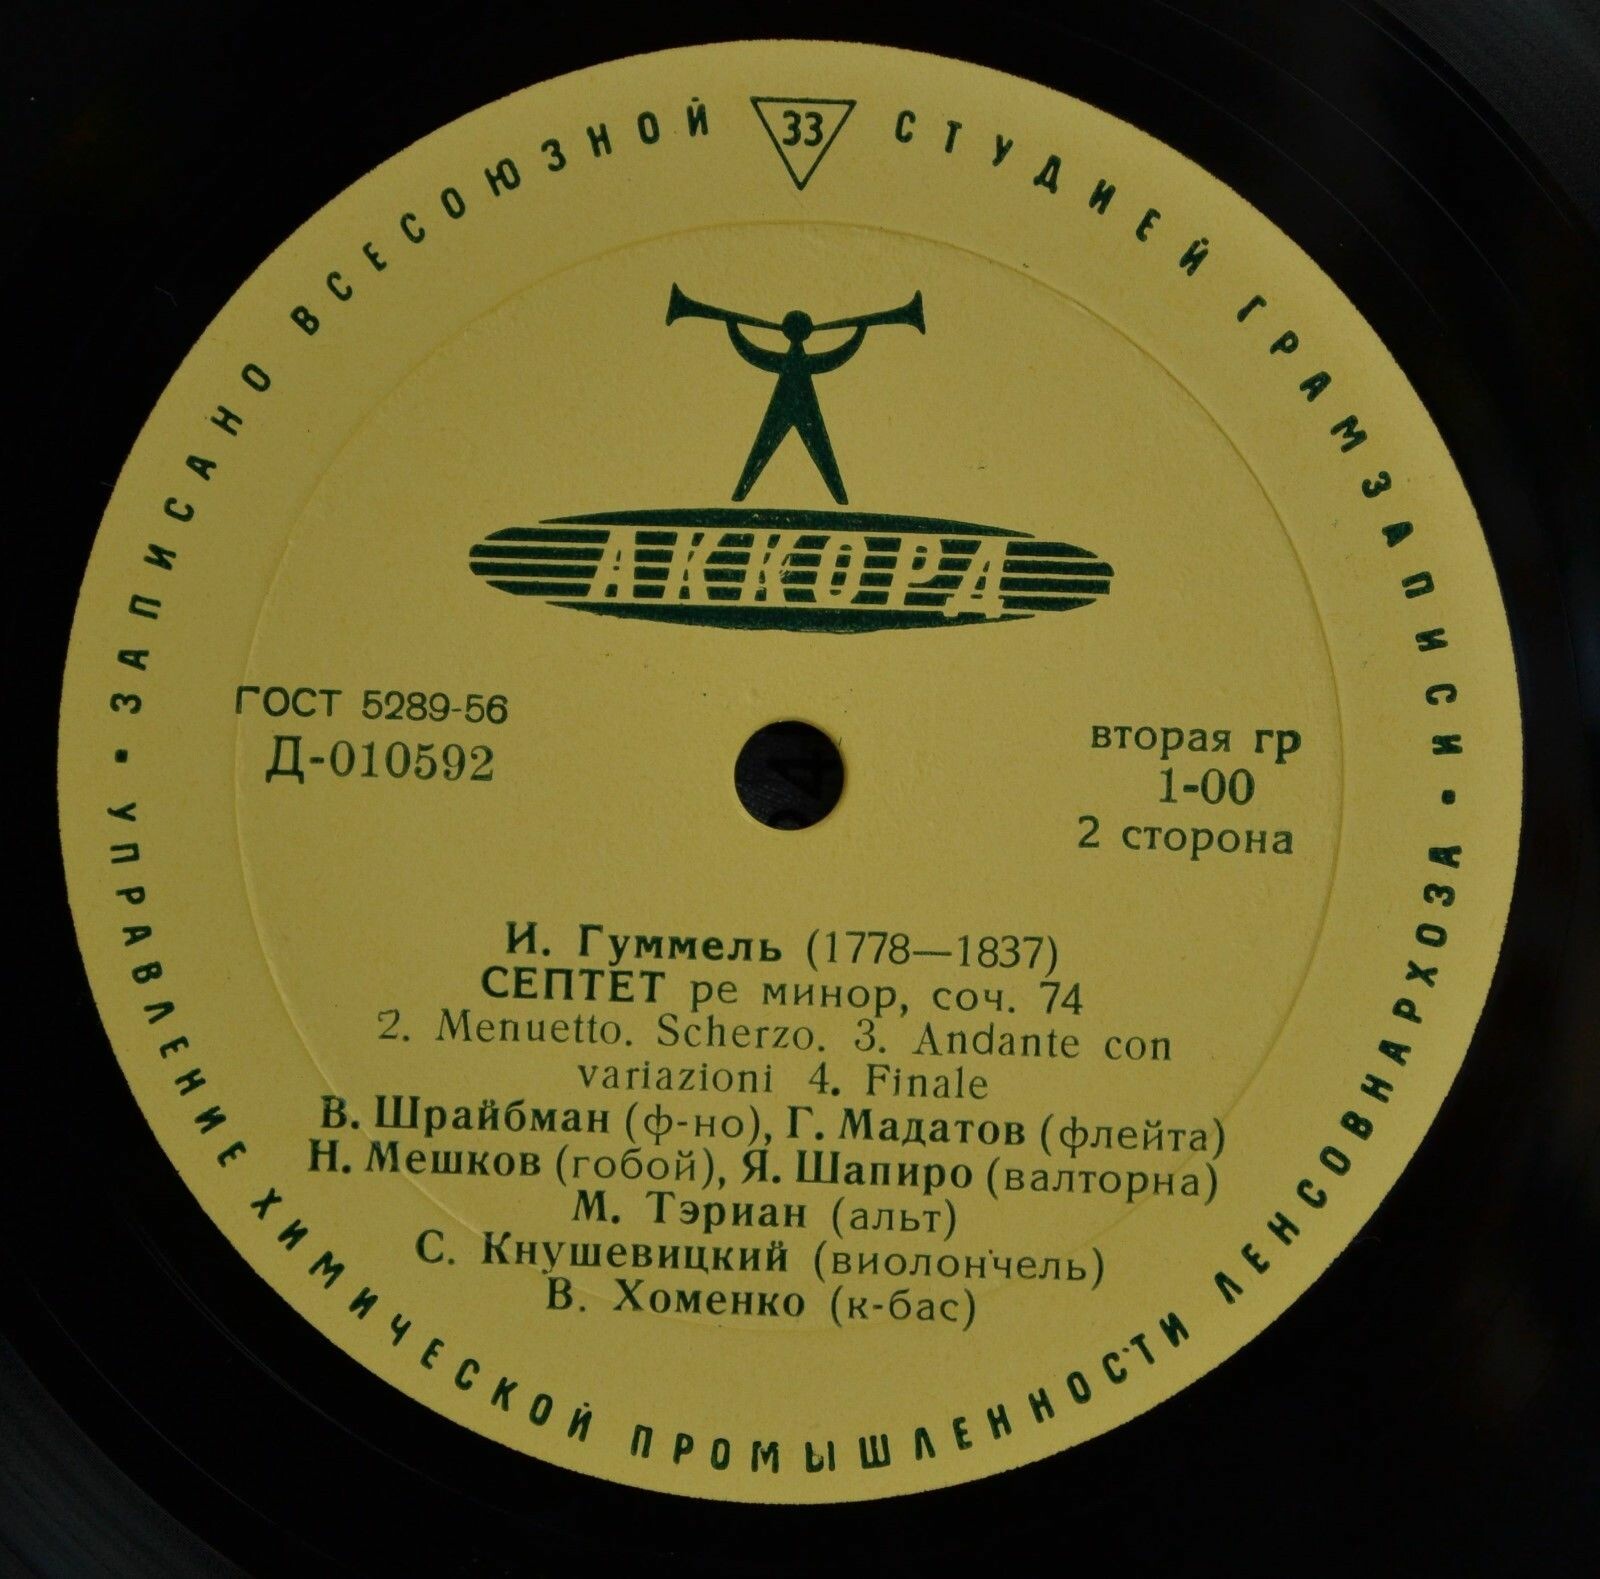 ЗАПИСАНО ВСЕСОЮЗНОЙ СТУДИЕЙ ГРАМЗАПИСИ •
33
АККОРД
ГОСТ 5289-56
Д-010592
вторая гр
1-00
2 сторона
И. Гуммель (1778—1837)
СЕПТЕТ ре минор, соч. 74
2. Menuetto. Scherzo. 3. Andante con
variazioni 4. Finale
В. Шрайбман (ф-но), Г. Мадатов (флейта)
Н. Мешков (гобой), Я. Шапиро (валторна)
М. Тэриан (альт)
С. Кнушевицкий (виолончель)
В. Хоменко (к-бас)
УПРАВЛЕНИЕ ХИМИЧЕСКОЙ ПРОМЫШЛЕННОСТИ ЛЕНСОВНАРХОЗА •